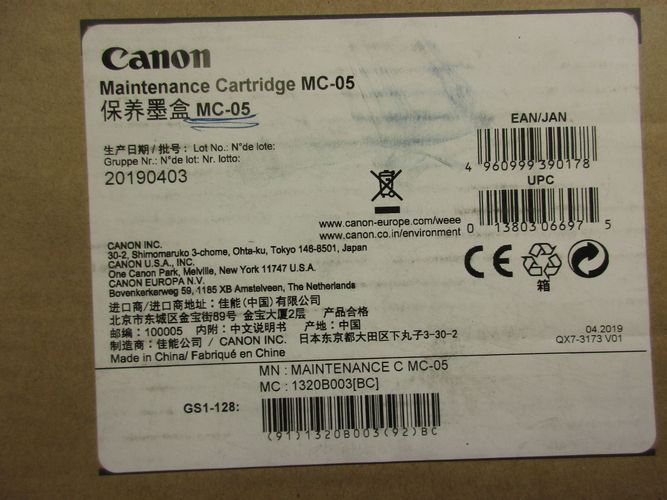 Canon
Maintenance Cartridge MC-05
保养墨盒 MC-05
生产日期/批号: Lot No.: N°de lote:
Gruppe Nr.: N°de lot: Nr. lotto:
20190403
EAN/JAN
4 960999 390178
UPC
0 13803 06697 5
www.canon-europe.com/weee
www.canon.co.in/environment
CANON INC.
30-2, Shimomaruko 3-chome, Ohta-ku, Tokyo 146-8501, Japan
CANON U.S.A., INC.
One Canon Park, Melville, New York 11747 U.S.A.
CANON EUROPA N.V.
Bovenkerkerweg 59, 1185 XB Amstelveen, The Netherlands
进口商/进口商地址: 佳能(中国)有限公司
北京市东城区金宝街89号 金宝大厦2层 产品合格
邮编: 100005 内附: 中文说明书 产地: 中国
制造商: 佳能公司 / CANON INC. 日本东京都大田区下丸子3-30-2
Made in China/ Fabriqué en Chine
CE
箱
04.2019
QX7-3173 V01
MN : MAINTENANCE C MC-05
MC : 1320B003[BC]
GS1-128:
(91)1320B003(92)BC